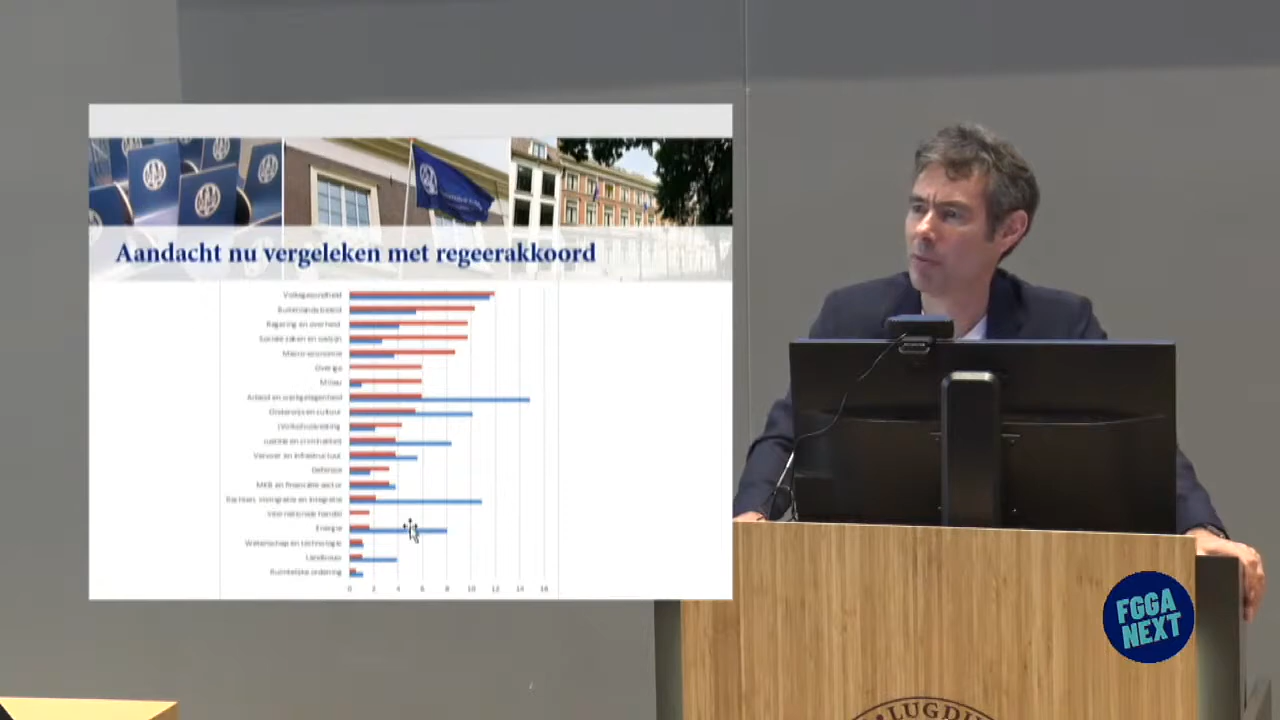 Aandacht nu vergeleken met regeerakkoord
Volksgezondheid
Buitenlands beleid
Regering en overheid
Sociale zaken en welzijn
Macro-economie
Overige
Milieu
Arbeid en werkgelegenheid
Onderwijs en cultuur
(Volks)huisvesting
Justitie en criminaliteit
Vervoer en infrastructuur
Defensie
MKB en financiële sector
Rechten, immigratie en integratie
Internationale handel
Energie
Wetenschap en technologie
Landbouw
Ruimtelijke ordening
0 2 4 6 8 10 12 14 16
FGGA
NEXT